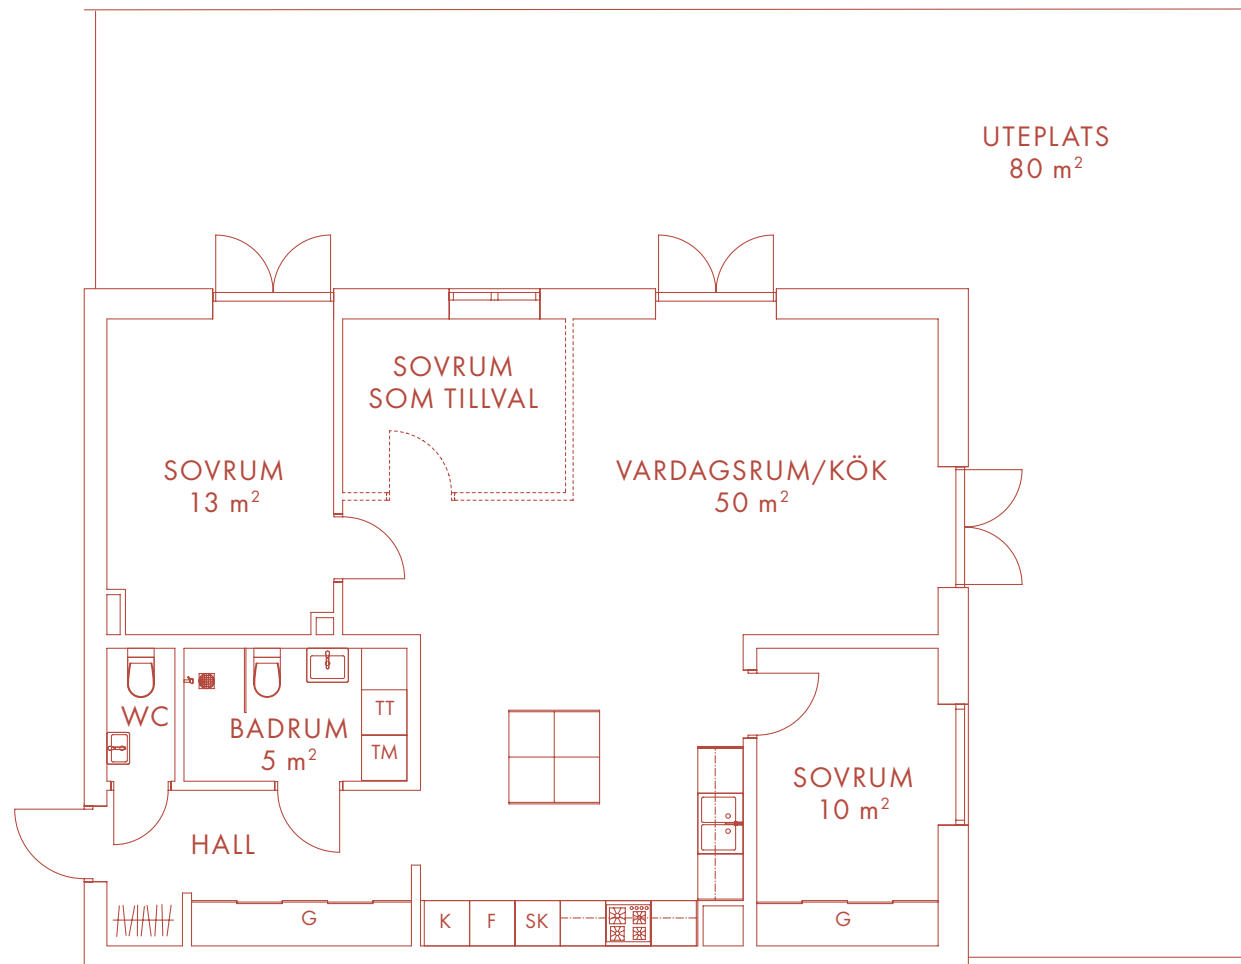 UTEPLATS
80 m²
SOVRUM
SOM TILLVAL
SOVRUM
13 m²
VARDAGSRUM/KÖK
50 m²
WC
BADRUM
5 m²
TT
TM
SOVRUM
10 m²
HALL
G
K
F
SK
G